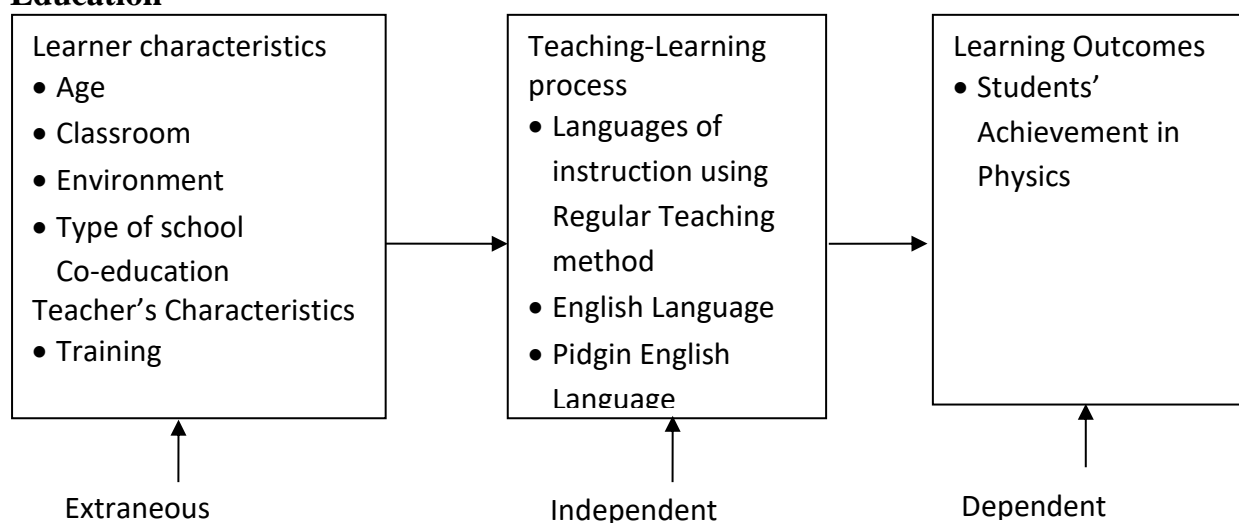 Education
Learner characteristics
• Age
• Classroom
• Environment
• Type of school
Co-education
Teacher’s Characteristics
• Training
Teaching-Learning
process
• Languages of
instruction using
Regular Teaching
method
• English Language
• Pidgin English
Language
Learning Outcomes
• Students’
Achievement in
Physics
Extraneous
Independent
Dependent